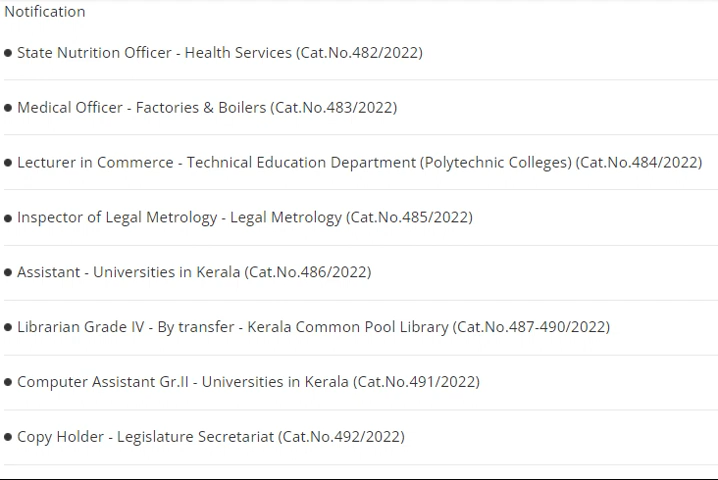 Notification
● State Nutrition Officer - Health Services (Cat.No.482/2022)
● Medical Officer - Factories & Boilers (Cat.No.483/2022)
● Lecturer in Commerce - Technical Education Department (Polytechnic Colleges) (Cat.No.484/2022)
● Inspector of Legal Metrology - Legal Metrology (Cat.No.485/2022)
● Assistant - Universities in Kerala (Cat.No.486/2022)
● Librarian Grade IV - By transfer - Kerala Common Pool Library (Cat.No.487-490/2022)
● Computer Assistant Gr.II - Universities in Kerala (Cat.No.491/2022)
● Copy Holder - Legislature Secretariat (Cat.No.492/2022)